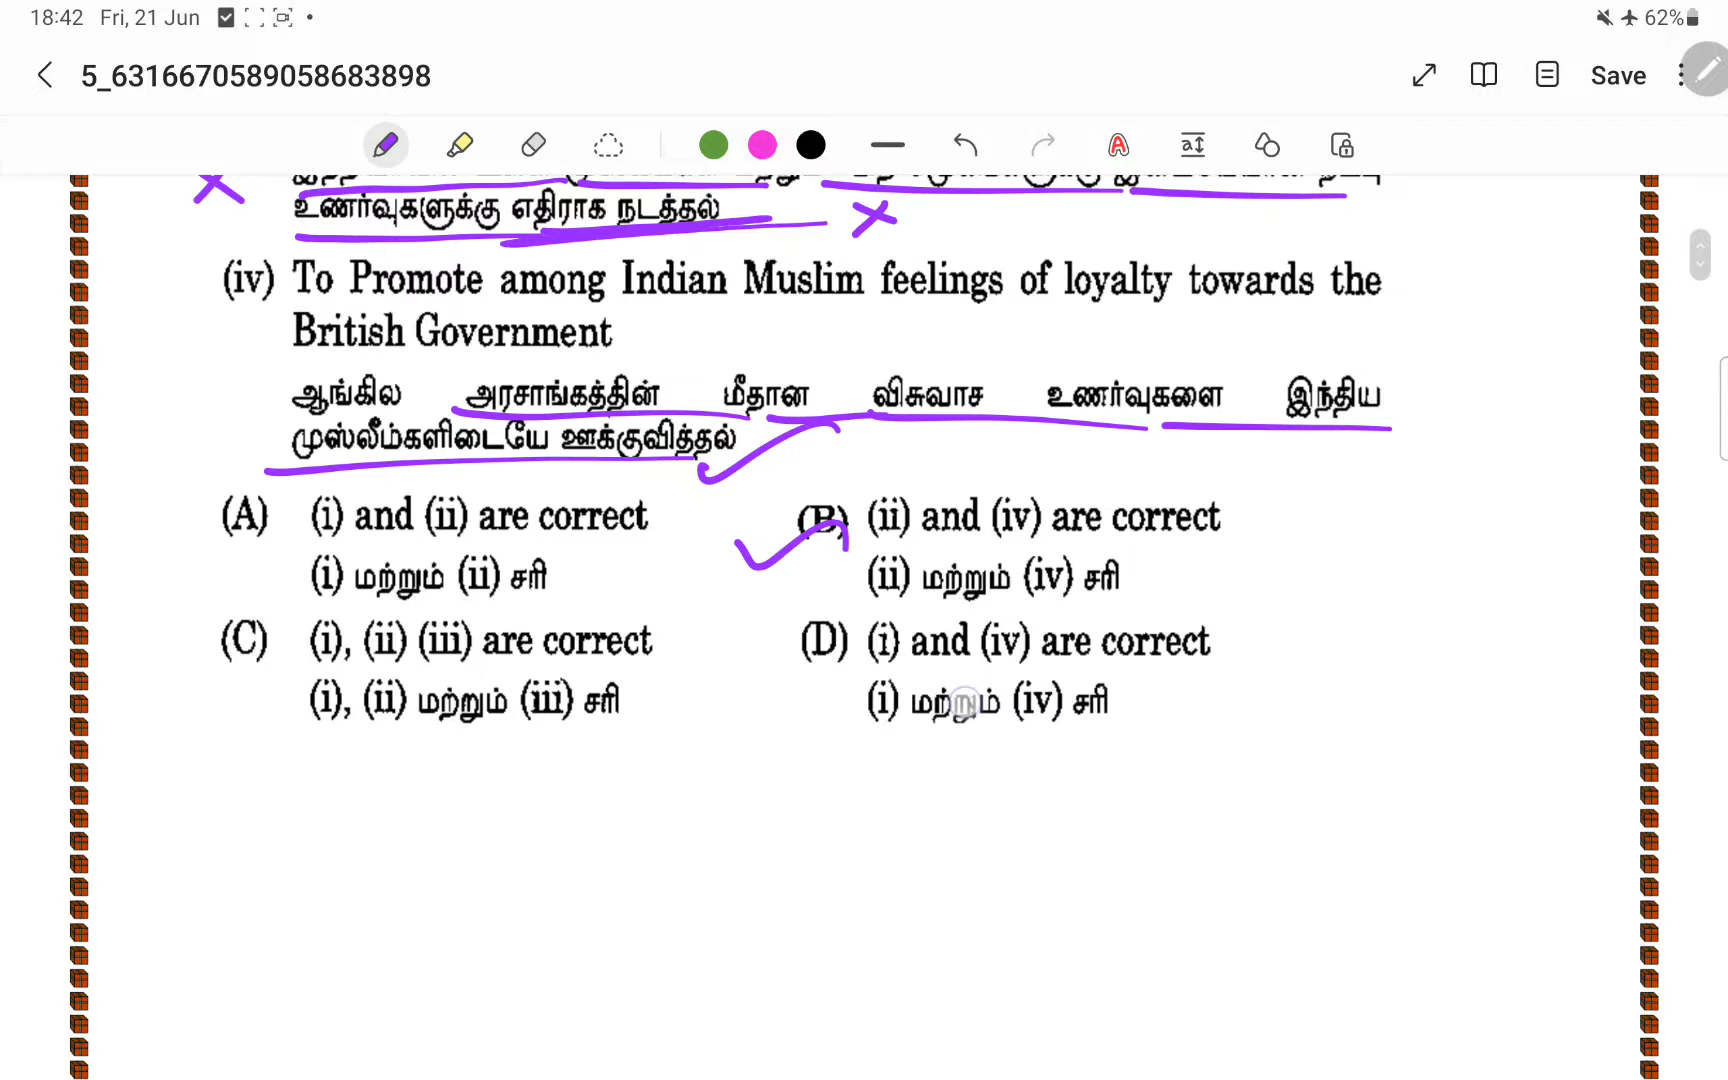 18:42 Fri, 21 Jun
62%
5_6316670589058683898
Save
உணர்வுகளுக்கு எதிராக நடத்தல்
(iv) To Promote among Indian Muslim feelings of loyalty towards the
British Government
ஆங்கில அரசாங்கத்தின் மீதான விசுவாச உணர்வுகளை இந்திய
முஸ்லீம்களிடையே ஊக்குவித்தல்
(A) (i) and (ii) are correct
(i) மற்றும் (ii) சரி
(B) (ii) and (iv) are correct
(ii) மற்றும் (iv) சரி
(C) (i), (ii) (iii) are correct
(i), (ii) மற்றும் (iii) சரி
(D) (i) and (iv) are correct
(i) மற்றும் (iv) சரி